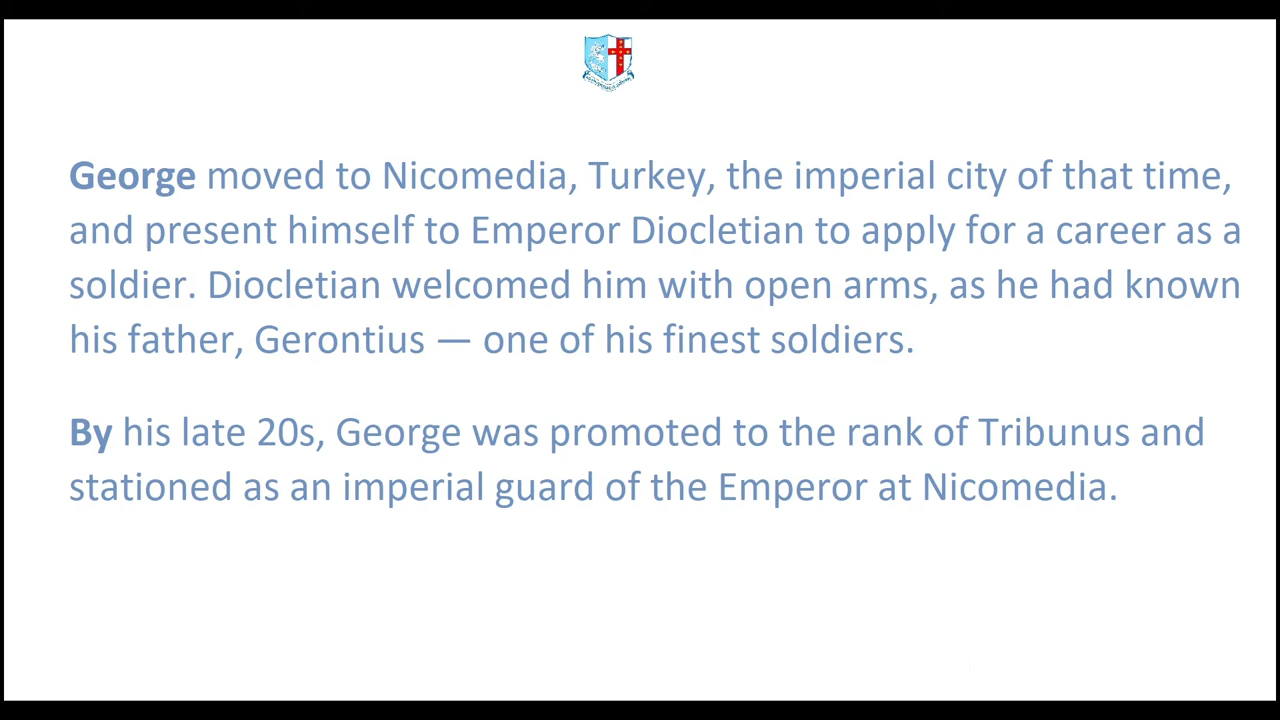 George moved to Nicomedia, Turkey, the imperial city of that time,
and present himself to Emperor Diocletian to apply for a career as a
soldier. Diocletian welcomed him with open arms, as he had known
his father, Gerontius — one of his finest soldiers.
By his late 20s, George was promoted to the rank of Tribunus and
stationed as an imperial guard of the Emperor at Nicomedia.